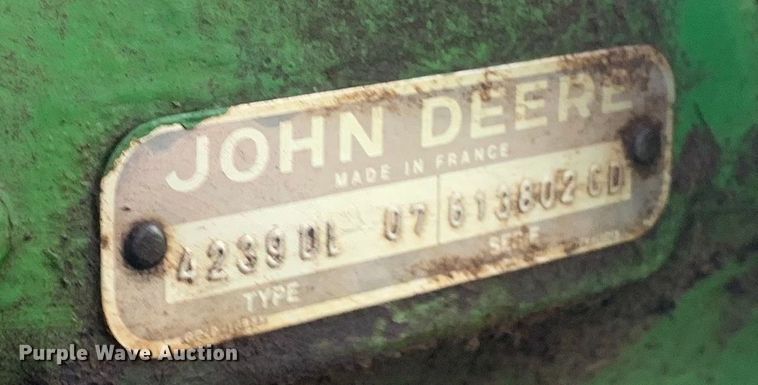 JOHN DEERE
MADE IN FRANCE
4239DL 07 613802 CD
TYPE SERIE
Purple Wave Auction